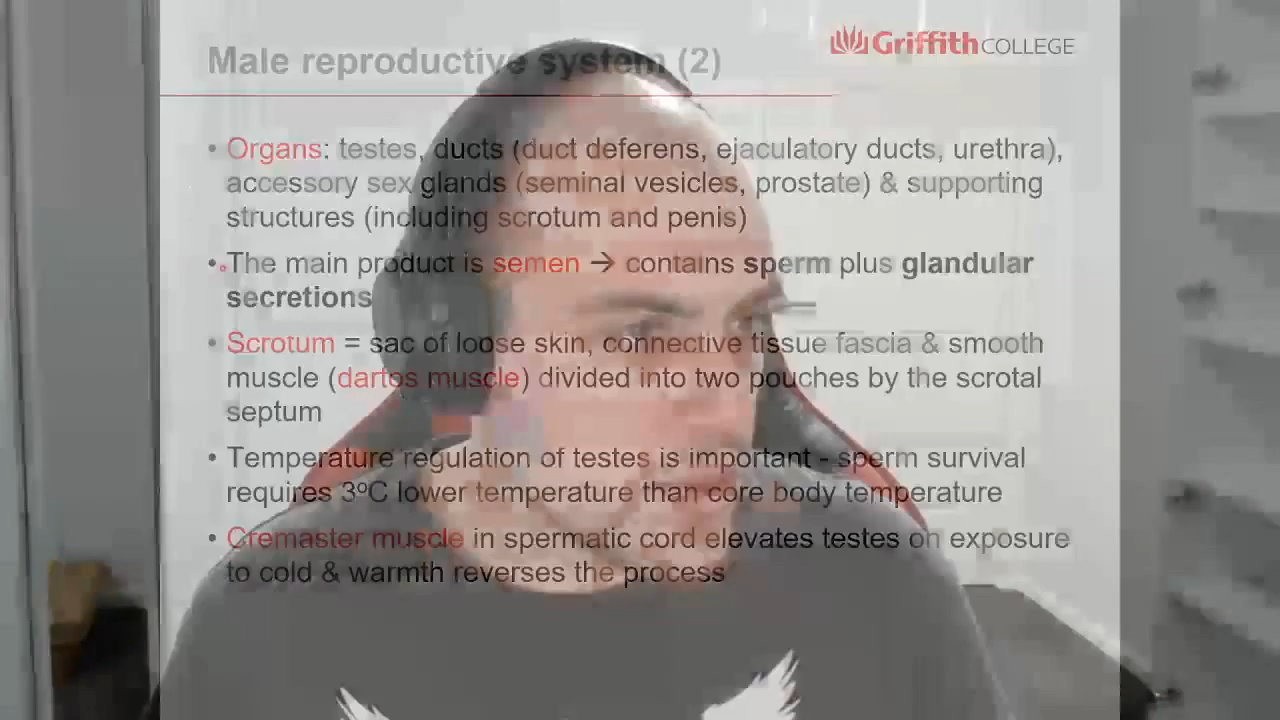 Male reproductive system (2)
Griffith COLLEGE
• Organs: testes, ducts (duct deferens, ejaculatory ducts, urethra),
accessory sex glands (seminal vesicles, prostate) & supporting
structures (including scrotum and penis)
• The main product is semen → contains sperm plus glandular
secretions
• Scrotum = sac of loose skin, connective tissue fascia & smooth
muscle (dartos muscle) divided into two pouches by the scrotal
septum
• Temperature regulation of testes is important - sperm survival
requires 3ºC lower temperature than core body temperature
• Cremaster muscle in spermatic cord elevates testes on exposure
to cold & warmth reverses the process